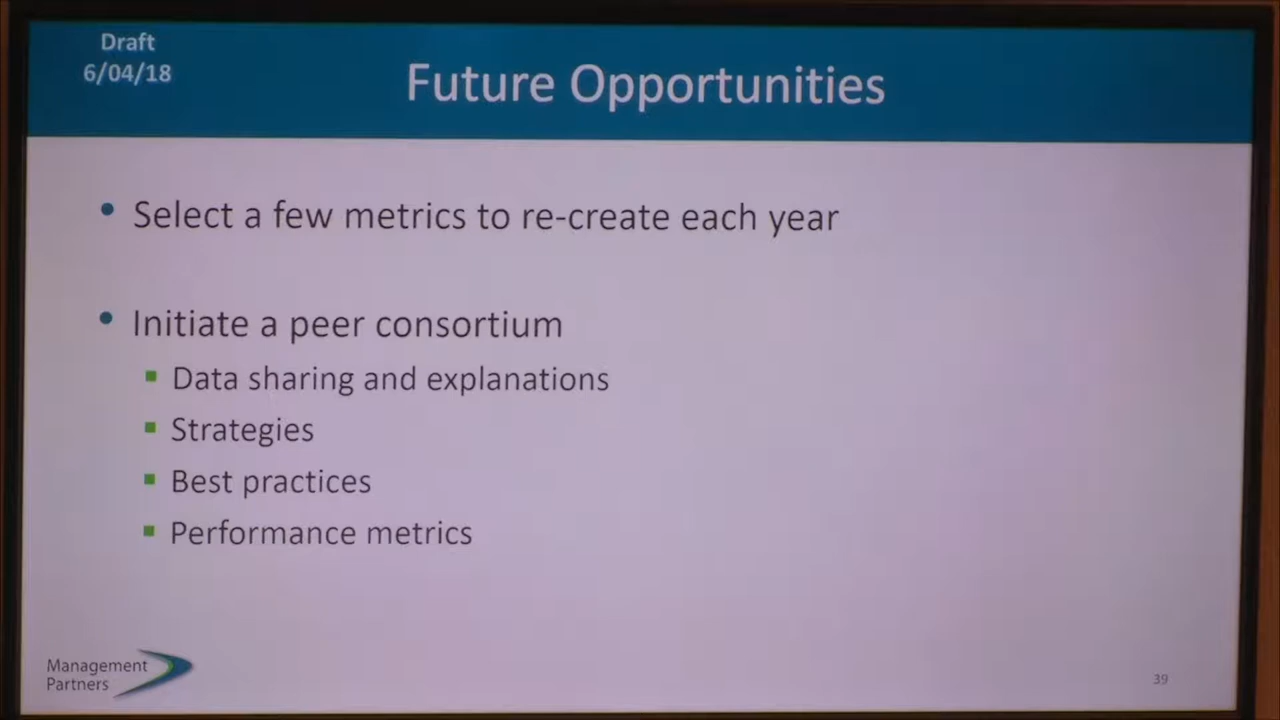 Draft
6/04/18
Future Opportunities
• Select a few metrics to re-create each year
• Initiate a peer consortium
▪ Data sharing and explanations
▪ Strategies
▪ Best practices
▪ Performance metrics
Management
Partners
39